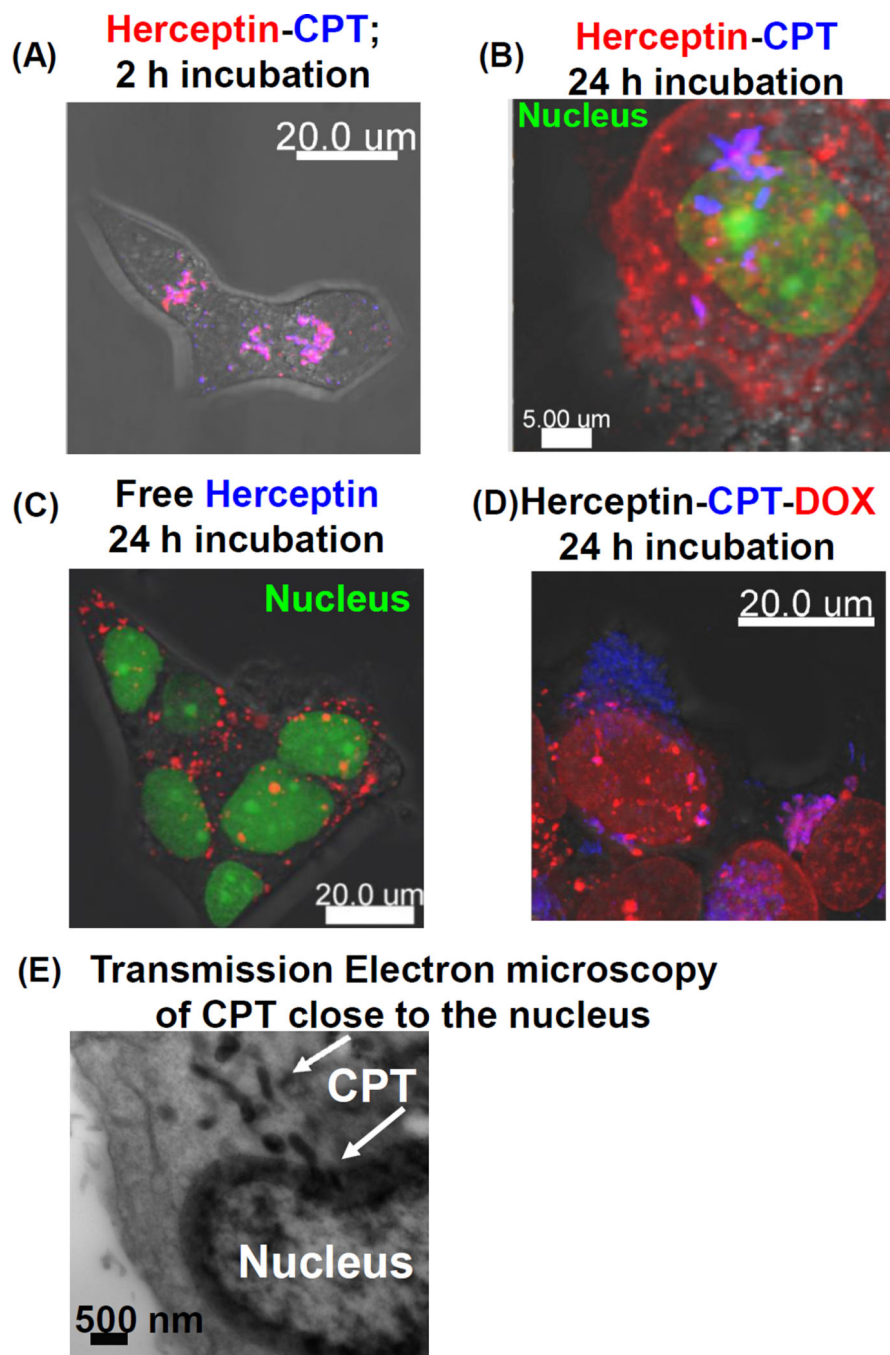 (A)
Herceptin-CPT;
2 h incubation
20.0 um
(B)
Herceptin-CPT
24 h incubation
Nucleus
5.00 um
(C)
Free Herceptin
24 h incubation
Nucleus
20.0 um
(D)Herceptin-CPT-DOX
24 h incubation
20.0 um
(E) Transmission Electron microscopy
of CPT close to the nucleus
CPT
Nucleus
500 nm